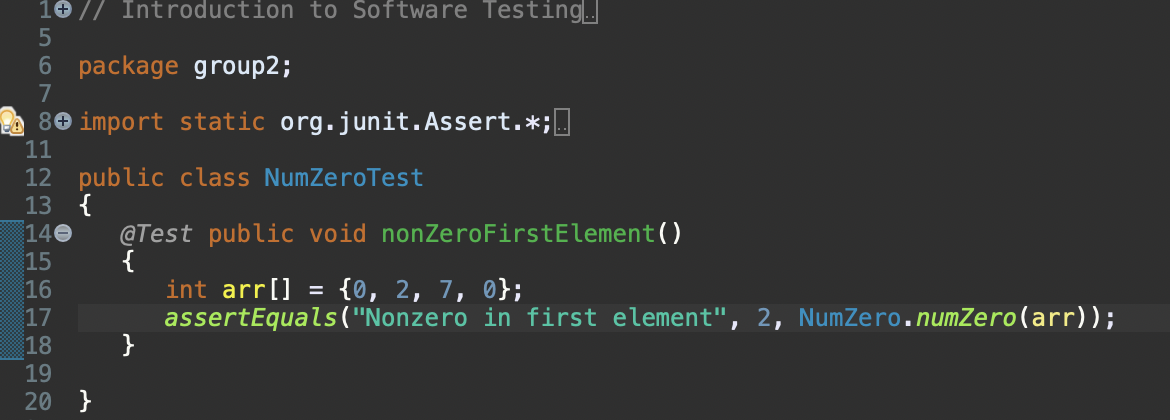 1 // Introduction to Software Testing..
5
6 package group2;
7
8 import static org.junit.Assert.*;..
11
12 public class NumZeroTest
13 {
14 @Test public void nonZeroFirstElement()
15 {
16 int arr[] = {0, 2, 7, 0};
17 assertEquals("Nonzero in first element", 2, NumZero.numZero(arr));
18 }
19
20 }